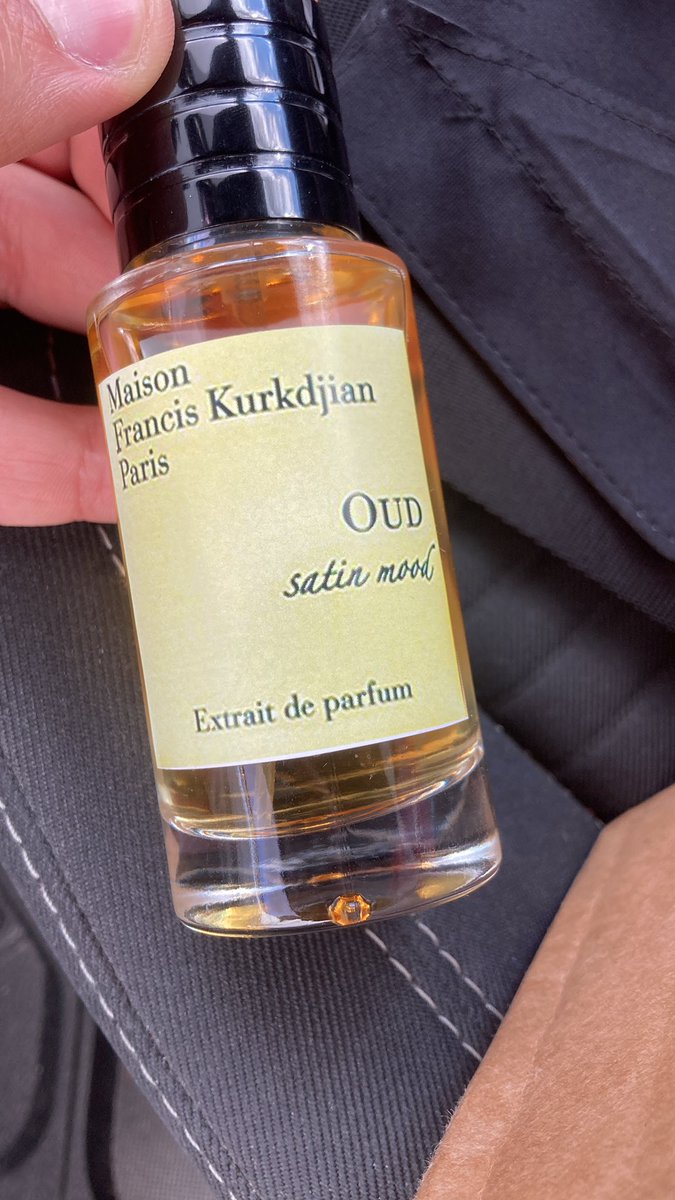 Maison
Francis Kurkdjian
Paris
OUD
satin mood
Extrait de parfum